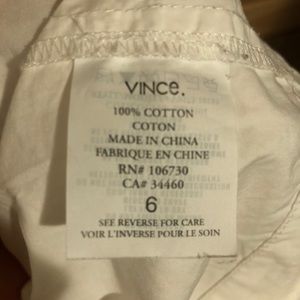 VINCE.
100% COTTON
COTON
MADE IN CHINA
FABRIQUE EN CHINE
RN# 106730
CA# 34460
6
SEE REVERSE FOR CARE
VOIR L'INVERSE POUR LE SOIN